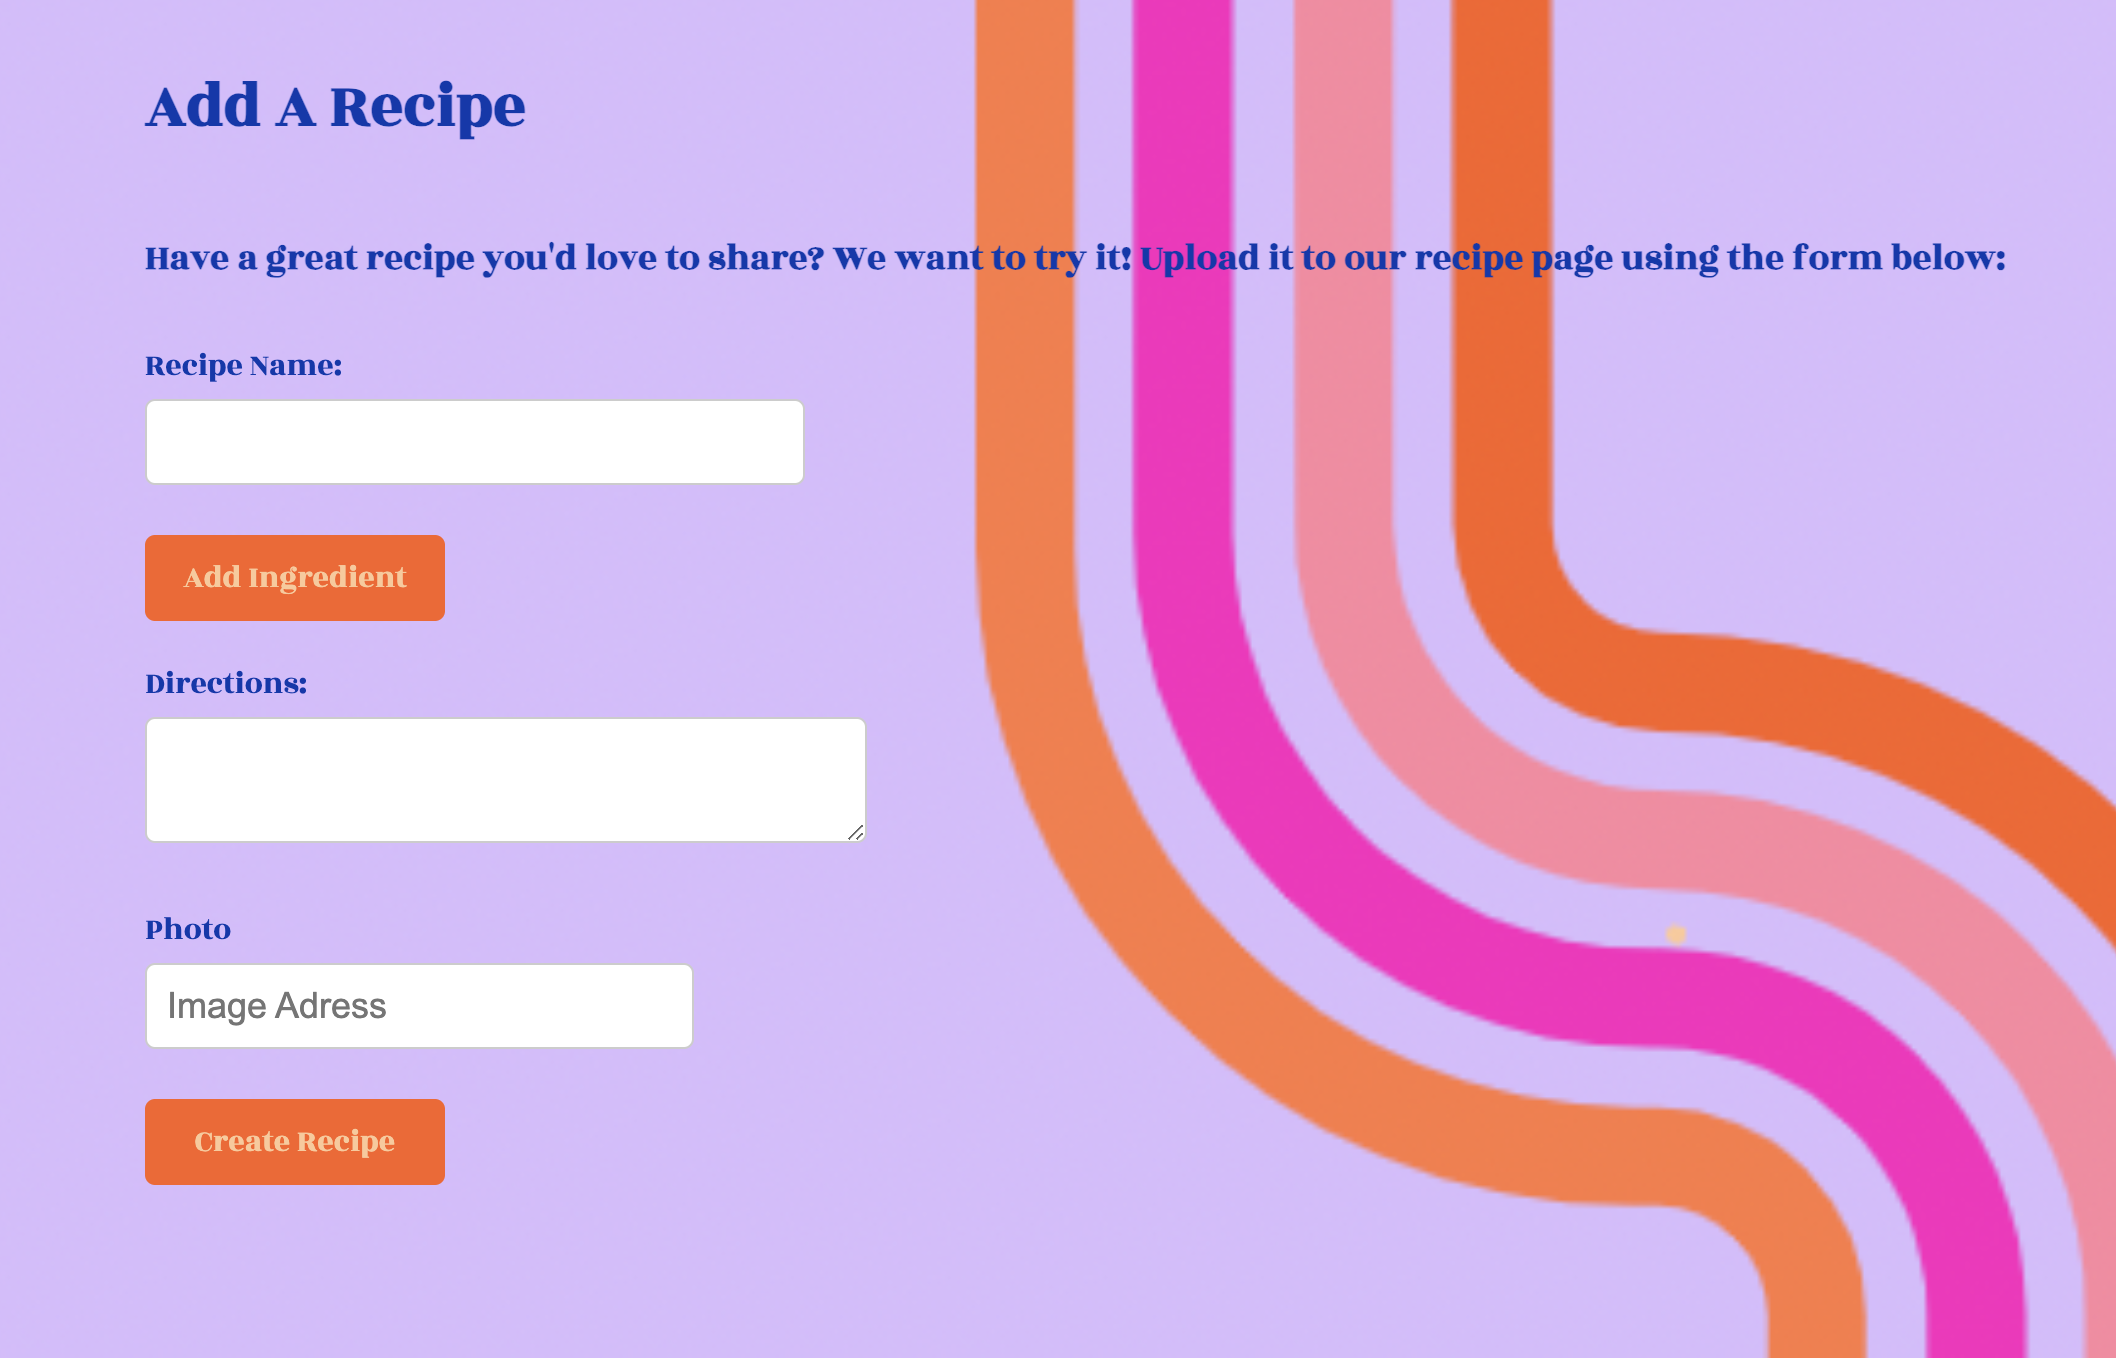 Add A Recipe
Have a great recipe you'd love to share? We want to try it! Upload it to our recipe page using the form below:
Recipe Name:
Add Ingredient
Directions:
Photo
Image Adress
Create Recipe